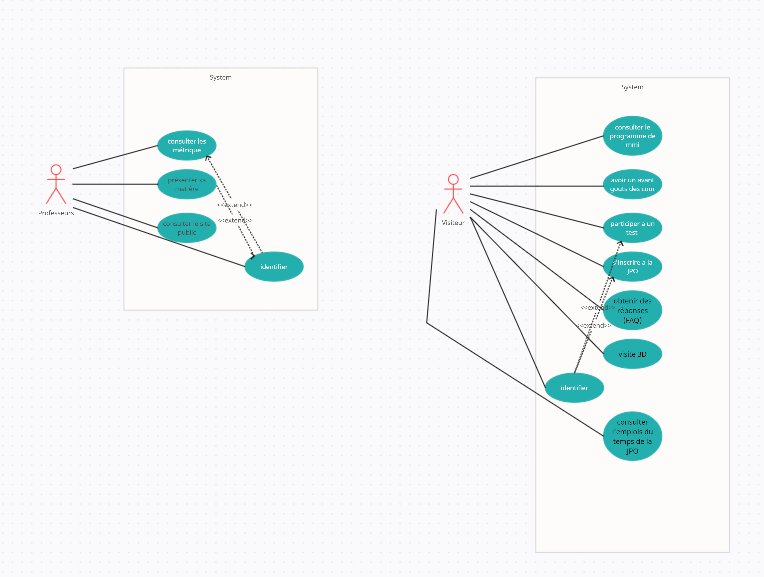 System
consulter les
métrique
présenter sa
matière
<<extend>>
<<extend>>
consulter le site
public
Professeurs
identifier
System
consulter le
programme de
mmi
avoir un avant
gouts des cour
participer a un
test
Visiteur
s'inscrire a la
JPO
obtenir des
réponses
(FAQ)
<<extend>>
<<extend>>
visite 3D
identifier
consulter
l'emplois du
temps de la
JPO